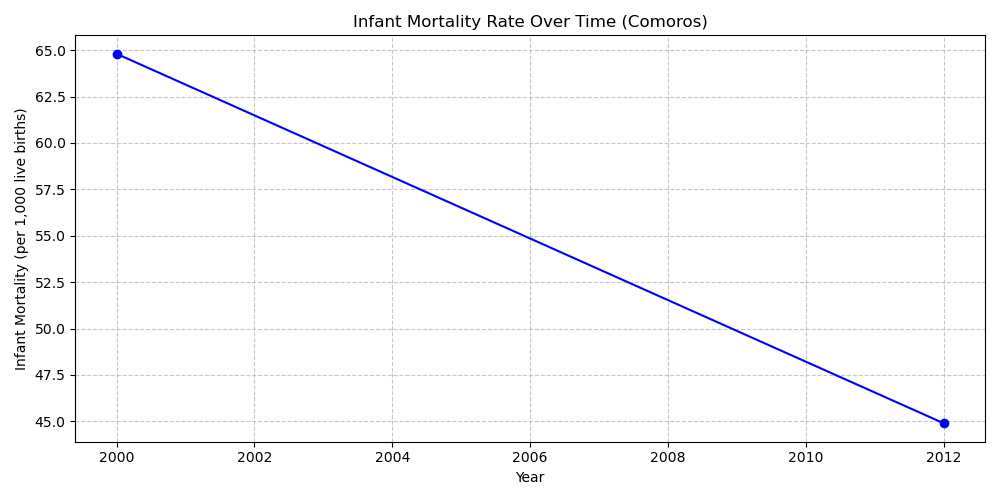 Infant Mortality Rate Over Time (Comoros)
Infant Mortality (per 1,000 live births)
65.0
62.5
60.0
57.5
55.0
52.5
50.0
47.5
45.0
2000 2002 2004 2006 2008 2010 2012
Year